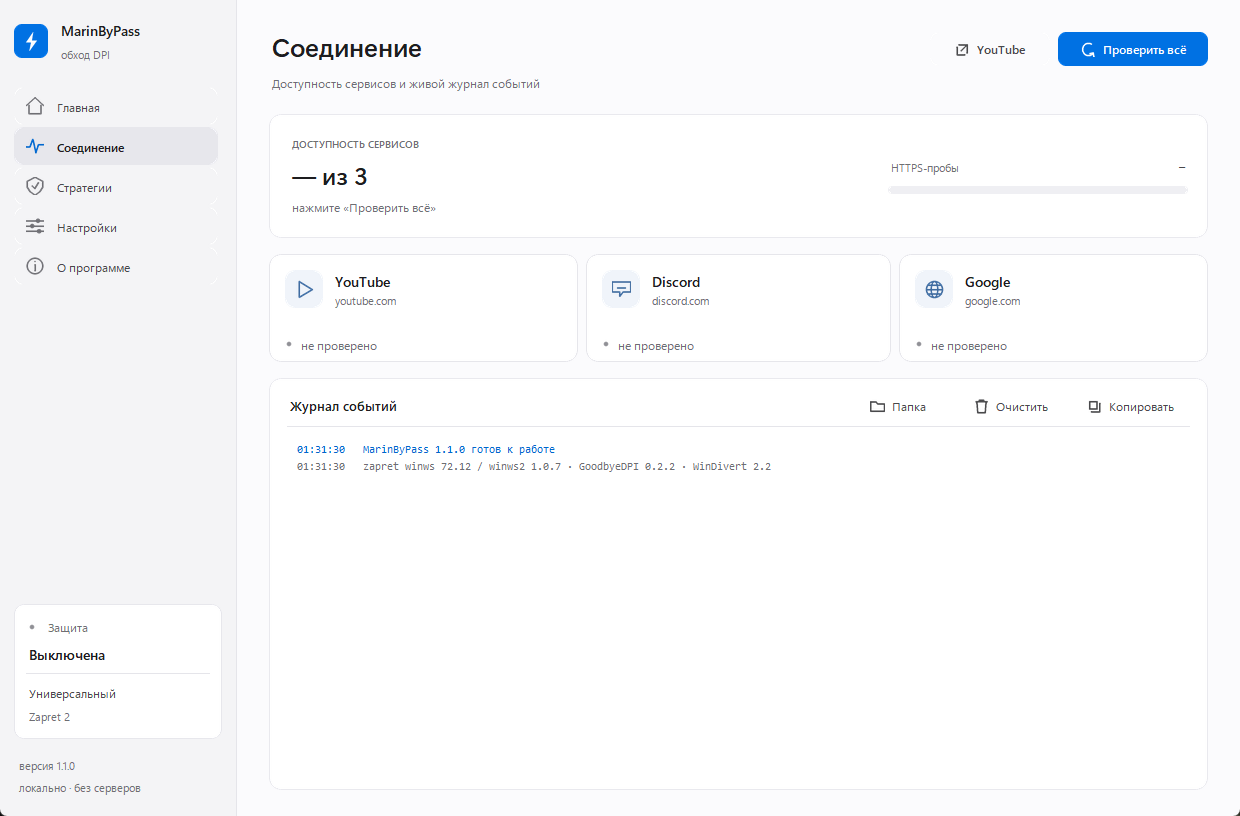 MarinByPass
обход DPI
Главная
Соединение
Стратегии
Настройки
О программе
Защита
Выключена
Универсальный
Zapret 2
версия 1.1.0
локально · без серверов
Соединение
Доступность сервисов и живой журнал событий
YouTube
Проверить всё
ДОСТУПНОСТЬ СЕРВИСОВ
— из 3
нажмите «Проверить всё»
HTTPS-пробы –
YouTube
youtube.com
не проверено
Discord
discord.com
не проверено
Google
google.com
не проверено
Журнал событий
Папка
Очистить
Копировать
01:31:30 MarinByPass 1.1.0 готов к работе
01:31:30 zapret winws 72.12 / winws2 1.0.7 · GoodbyeDPI 0.2.2 · WinDivert 2.2